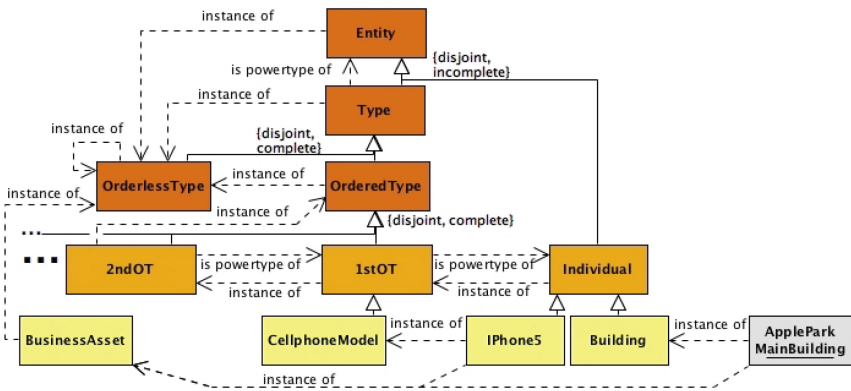 instance of
Entity
{disjoint,
incomplete}
is powertype of
instance of
Type
instance of
{disjoint,
complete}
OrderlessType
instance of
OrderedType
instance of
instance of
{disjoint, complete}
...
...
2ndOT
is powertype of
instance of
1stOT
is powertype of
instance of
Individual
BusinessAsset
CellphoneModel
instance of
IPhone5
Building
instance of
ApplePark
MainBuilding
instance of